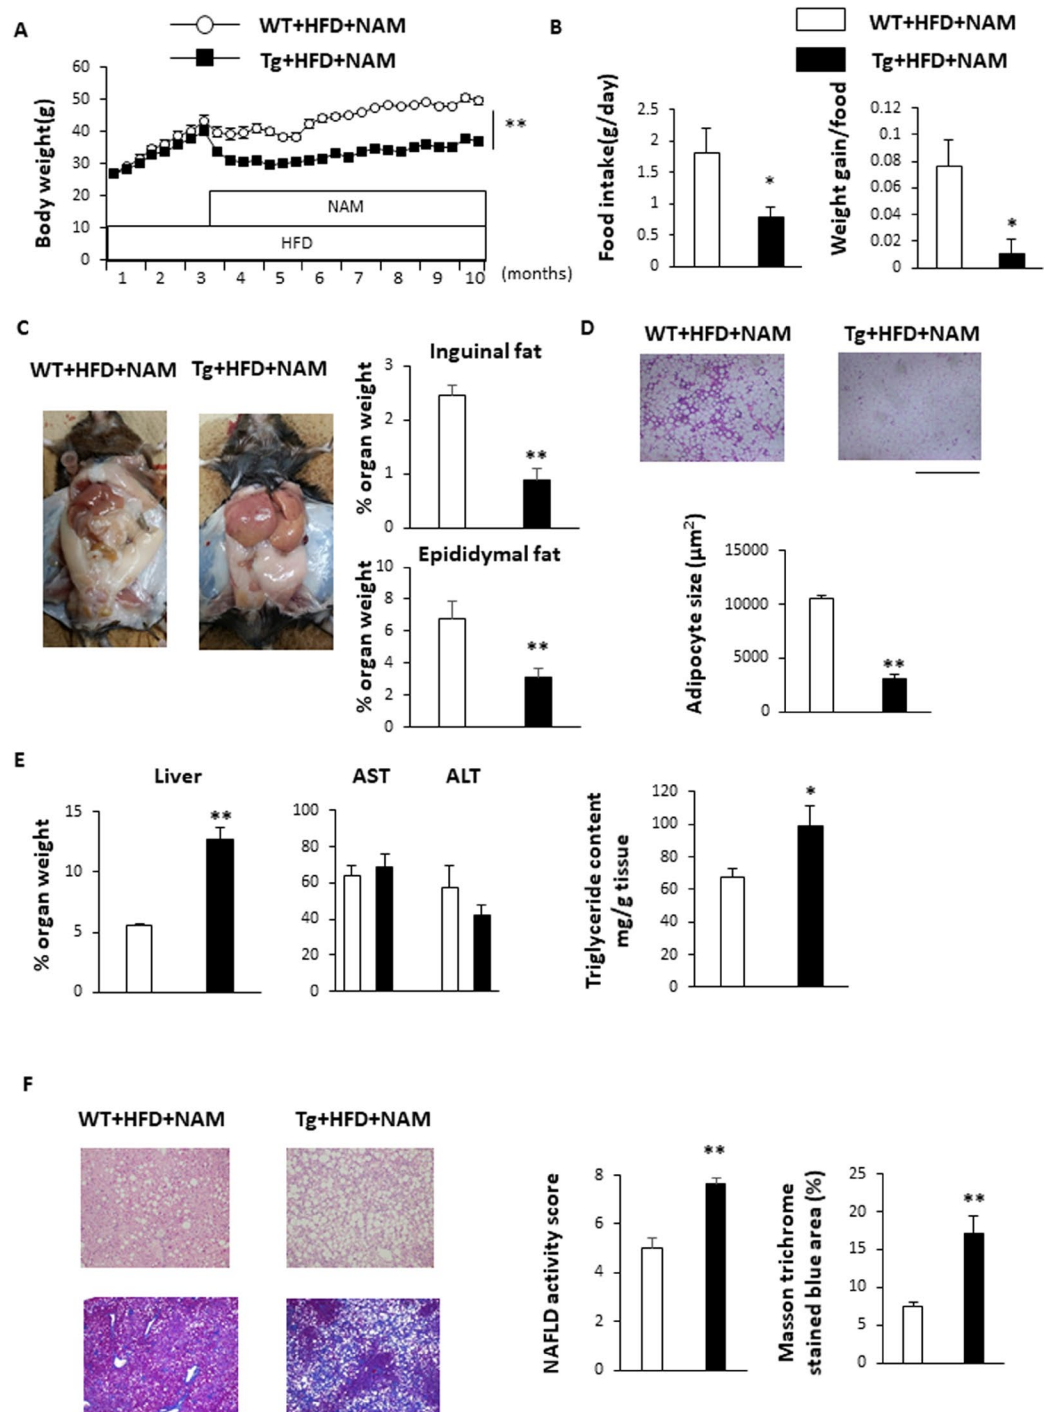 A
WT+HFD+NAM
Tg+HFD+NAM
Body weight(g)
60
50
40
30
20
10
0
**
NAM
HFD
1 2 3 4 5 6 7 8 9 10 (months)
B
WT+HFD+NAM
Tg+HFD+NAM
Food intake(g/day)
2.5
2
1.5
1
0.5
0
*
Weight gain/food
0.12
0.1
0.08
0.06
0.04
0.02
0
*
C
WT+HFD+NAM Tg+HFD+NAM
Inguinal fat
% organ weight
3
2
1
0
**
Epididymal fat
% organ weight
10
8
6
4
2
0
**
D
WT+HFD+NAM Tg+HFD+NAM
Adipocyte size (μm²)
15000
10000
5000
0
**
E
Liver
% organ weight
15
10
5
0
**
AST ALT
100
80
60
40
20
0
Triglyceride content
mg/g tissue
120
100
80
60
40
20
0
*
F
WT+HFD+NAM Tg+HFD+NAM
NAFLD activity score
8
6
4
2
0
**
Masson trichrome
stained blue area (%)
25
20
15
10
5
0
**